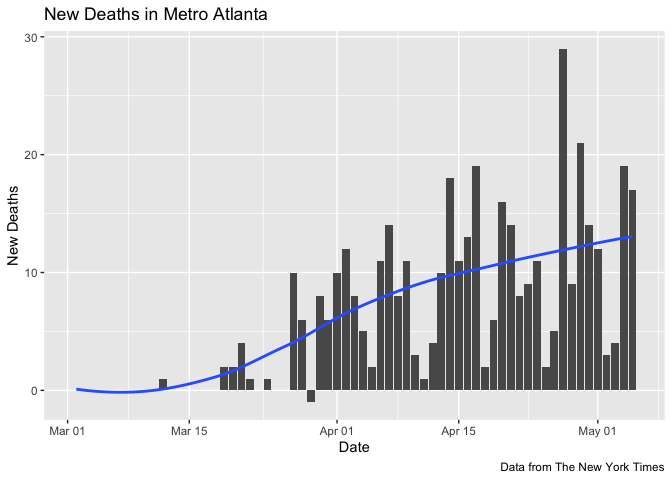 New Deaths in Metro Atlanta
30
20
10
0
New Deaths
Mar 01
Mar 15
Apr 01
Apr 15
May 01
Date
Data from The New York Times